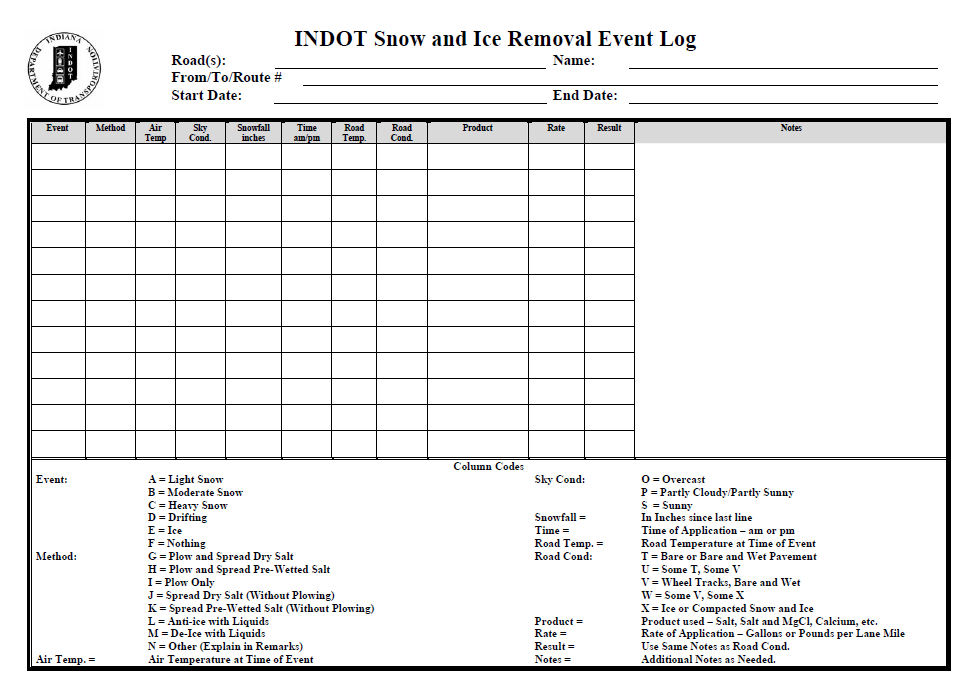 INDIANA
DEPARTMENT OF TRANSPORTATION
INDOT
INDOT Snow and Ice Removal Event Log
Road(s): Name:
From/To/Route #
Start Date: End Date:
Event Method Air Temp Sky Cond. Snowfall inches Time am/pm Road Temp. Road Cond. Product Rate Result Notes
Column Codes
Event: A = Light Snow Sky Cond: O = Overcast
B = Moderate Snow P = Partly Cloudy/Partly Sunny
C = Heavy Snow S = Sunny
D = Drifting Snowfall = In Inches since last line
E = Ice Time = Time of Application – am or pm
F = Nothing Road Temp. = Road Temperature at Time of Event
Method: G = Plow and Spread Dry Salt Road Cond: T = Bare or Bare and Wet Pavement
H = Plow and Spread Pre-Wetted Salt U = Some T, Some V
I = Plow Only V = Wheel Tracks, Bare and Wet
J = Spread Dry Salt (Without Plowing) W = Some V, Some X
K = Spread Pre-Wetted Salt (Without Plowing) X = Ice or Compacted Snow and Ice
L = Anti-ice with Liquids Product = Product used – Salt, Salt and MgCl, Calcium, etc.
M = De-Ice with Liquids Rate = Rate of Application – Gallons or Pounds per Lane Mile
N = Other (Explain in Remarks) Result = Use Same Notes as Road Cond.
Air Temp. = Air Temperature at Time of Event Notes = Additional Notes as Needed.